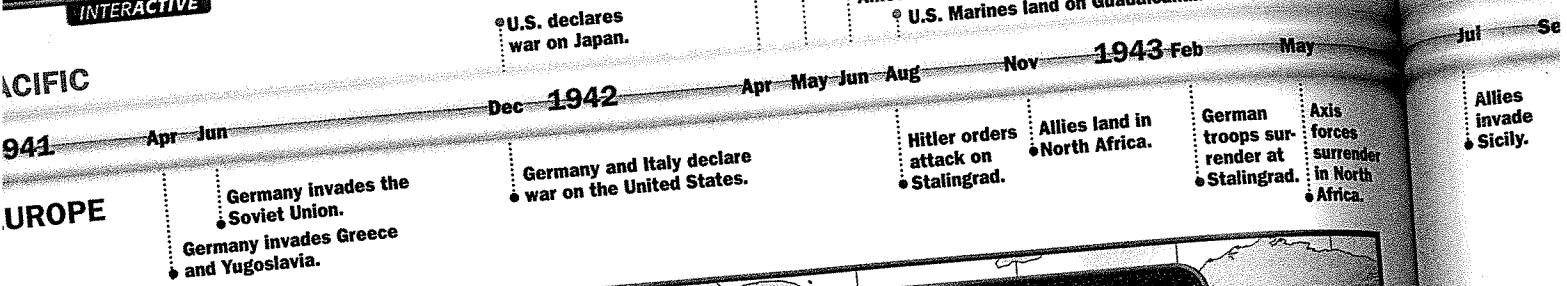 INTERACTIVE
U.S. declares
war on Japan.
U.S. Marines land on
ACIFIC
941 Apr Jun Dec 1942 Apr May Jun Aug Nov 1943 Feb May Jul Se
EUROPE
Germany invades Greece
and Yugoslavia.
Germany invades the
Soviet Union.
Germany and Italy declare
war on the United States.
Hitler orders
attack on
Stalingrad.
Allies land in
North Africa.
German
troops sur-
render at
Stalingrad.
Axis
forces
surrender
in North
Africa.
Allies
invade
Sicily.